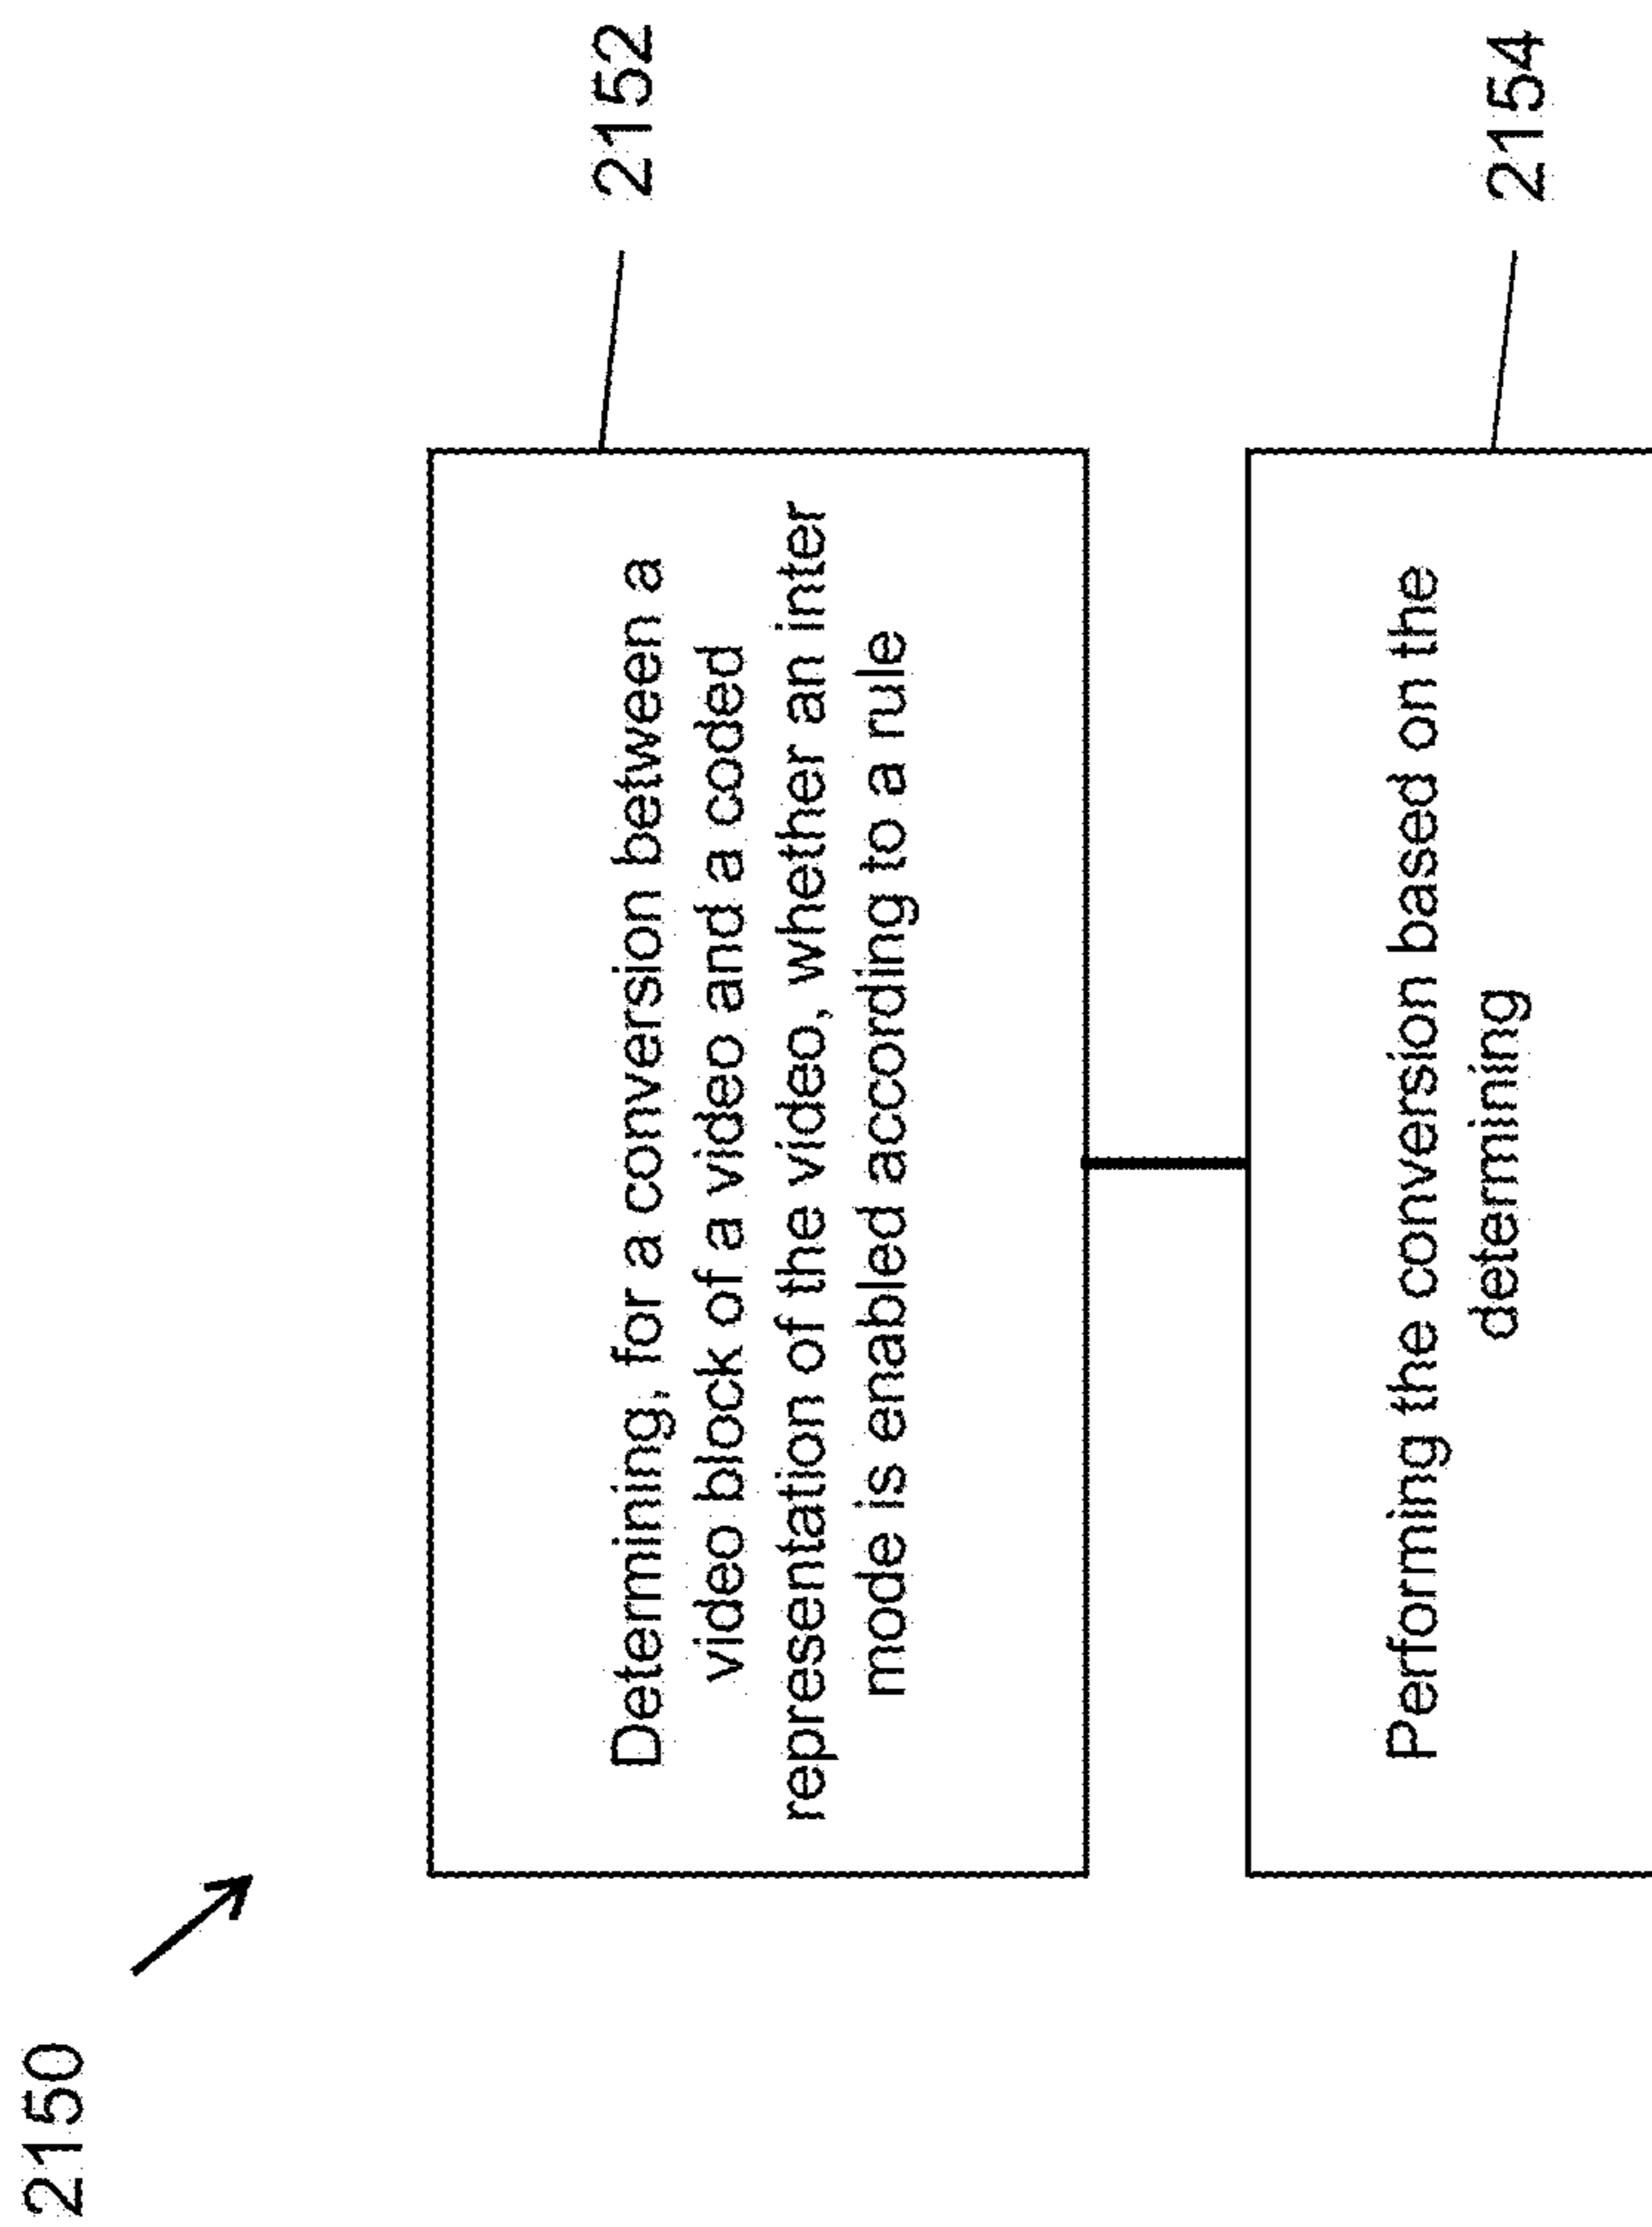 2150
Determining, for a conversion between a
video block of a video and a coded
representation of the video, whether an inter
mode is enabled according to a rule
2152
Performing the conversion based on the
determining
2154